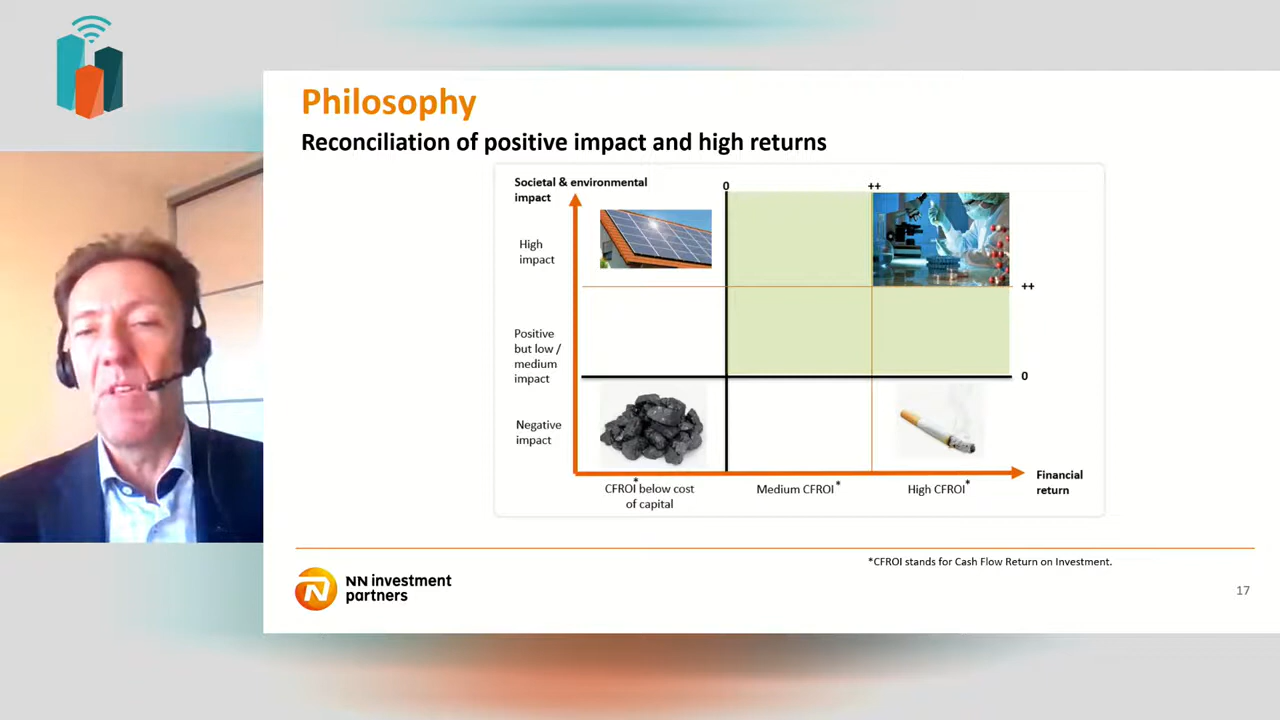 Philosophy
Reconciliation of positive impact and high returns
Societal & environmental
impact
0
++
High
impact
++
Positive
but low /
medium
impact
0
Negative
impact
Financial
return
CFROI* below cost
of capital
Medium CFROI*
High CFROI*
*CFROI stands for Cash Flow Return on Investment.
NN investment
partners
17